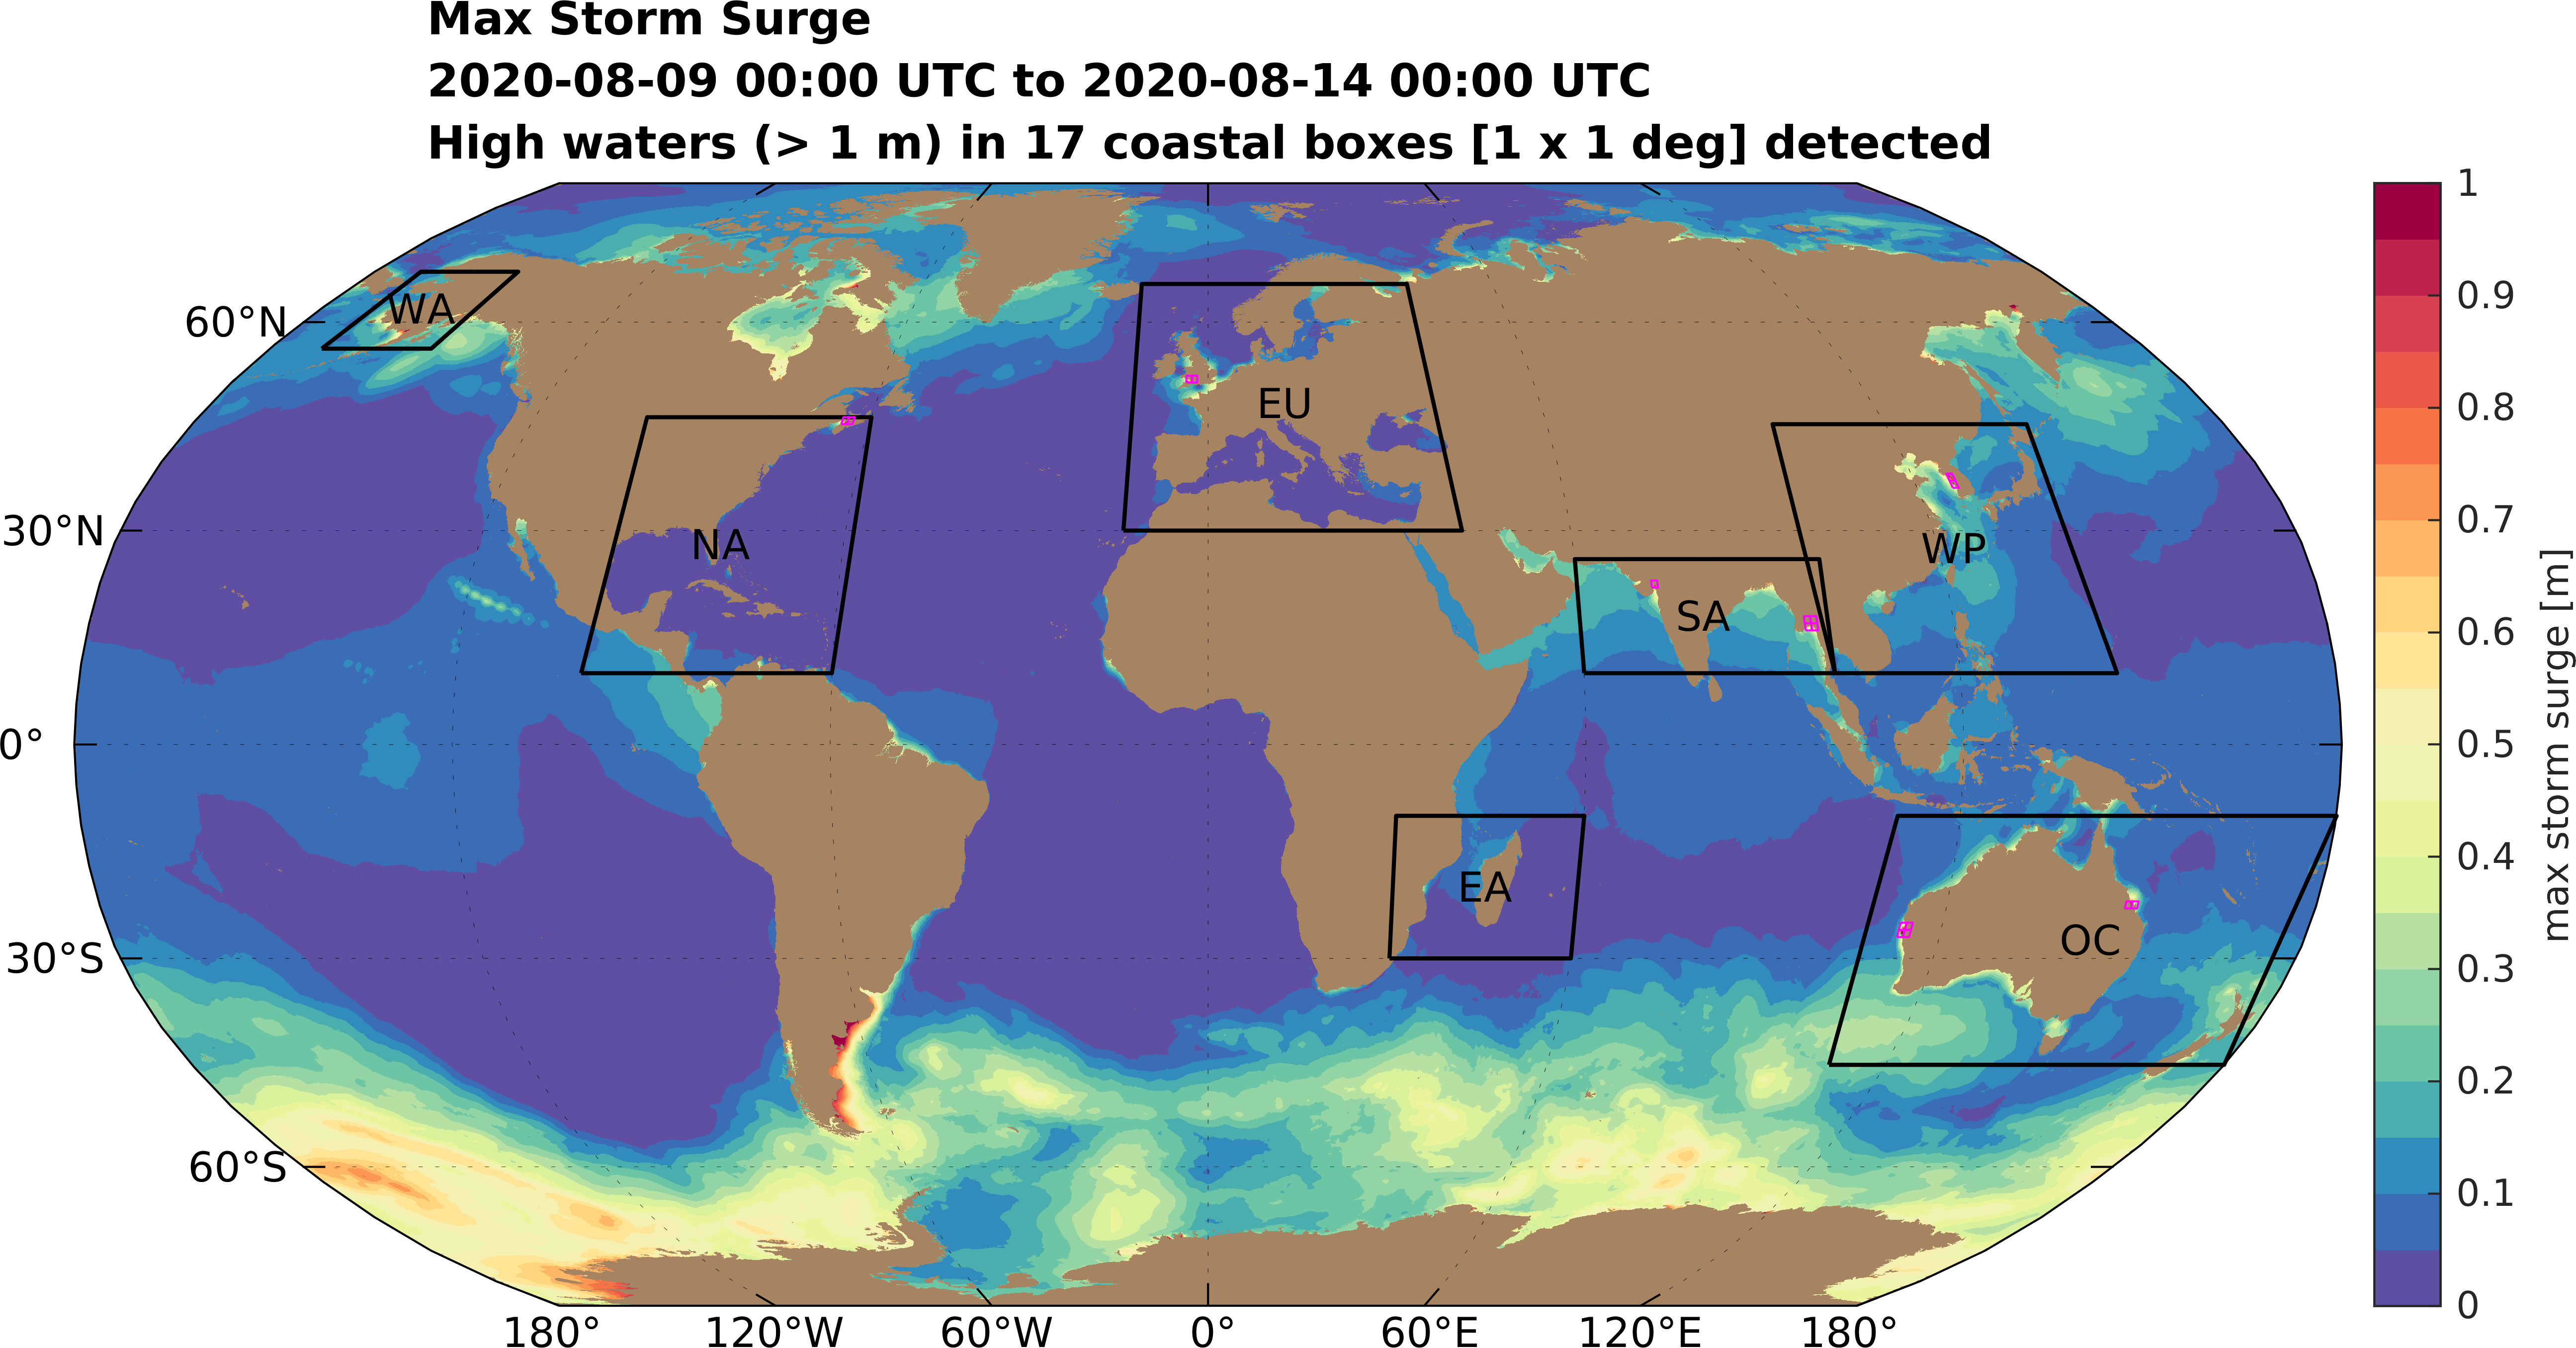 Max Storm Surge
2020-08-09 00:00 UTC to 2020-08-14 00:00 UTC
High waters (> 1 m) in 17 coastal boxes [1 x 1 deg] detected
60°N
30°N
0°
30°S
60°S
WA
NA
EU
SA
WP
EA
OC
180°
120°W
60°W
0°
60°E
120°E
180°
1
0.9
0.8
0.7
0.6
0.5
0.4
0.3
0.2
0.1
0
max storm surge [m]